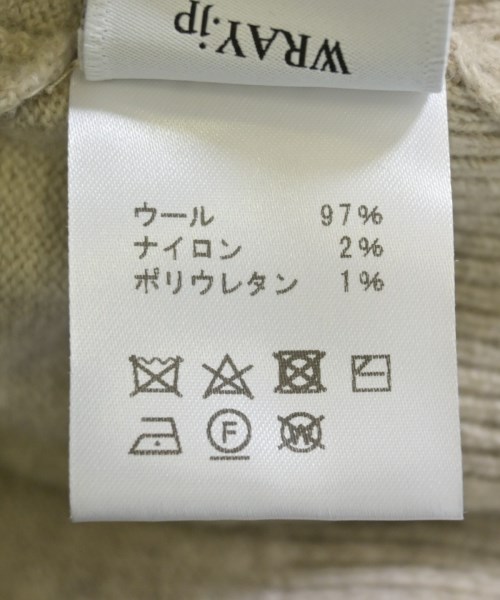 WRAY.jp
ウール 97%
ナイロン 2%
ポリウレタン 1%
F
W